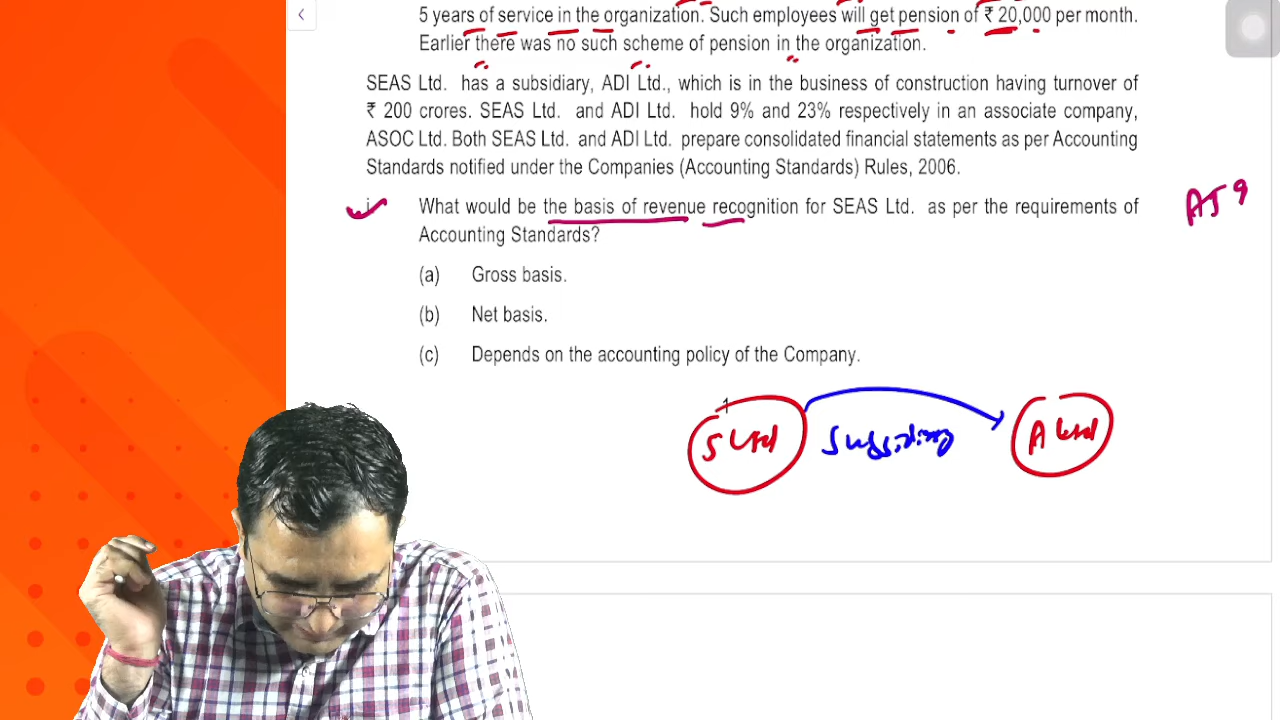 5 years of service in the organization. Such employees will get pension of ₹ 20,000 per month.
Earlier there was no such scheme of pension in the organization.
SEAS Ltd. has a subsidiary, ADI Ltd., which is in the business of construction having turnover of
₹ 200 crores. SEAS Ltd. and ADI Ltd. hold 9% and 23% respectively in an associate company,
ASOC Ltd. Both SEAS Ltd. and ADI Ltd. prepare consolidated financial statements as per Accounting
Standards notified under the Companies (Accounting Standards) Rules, 2006.
i. What would be the basis of revenue recognition for SEAS Ltd. as per the requirements of
Accounting Standards?
AS 9
(a) Gross basis.
(b) Net basis.
(c) Depends on the accounting policy of the Company.
S Ltd Subsidiary A Ltd